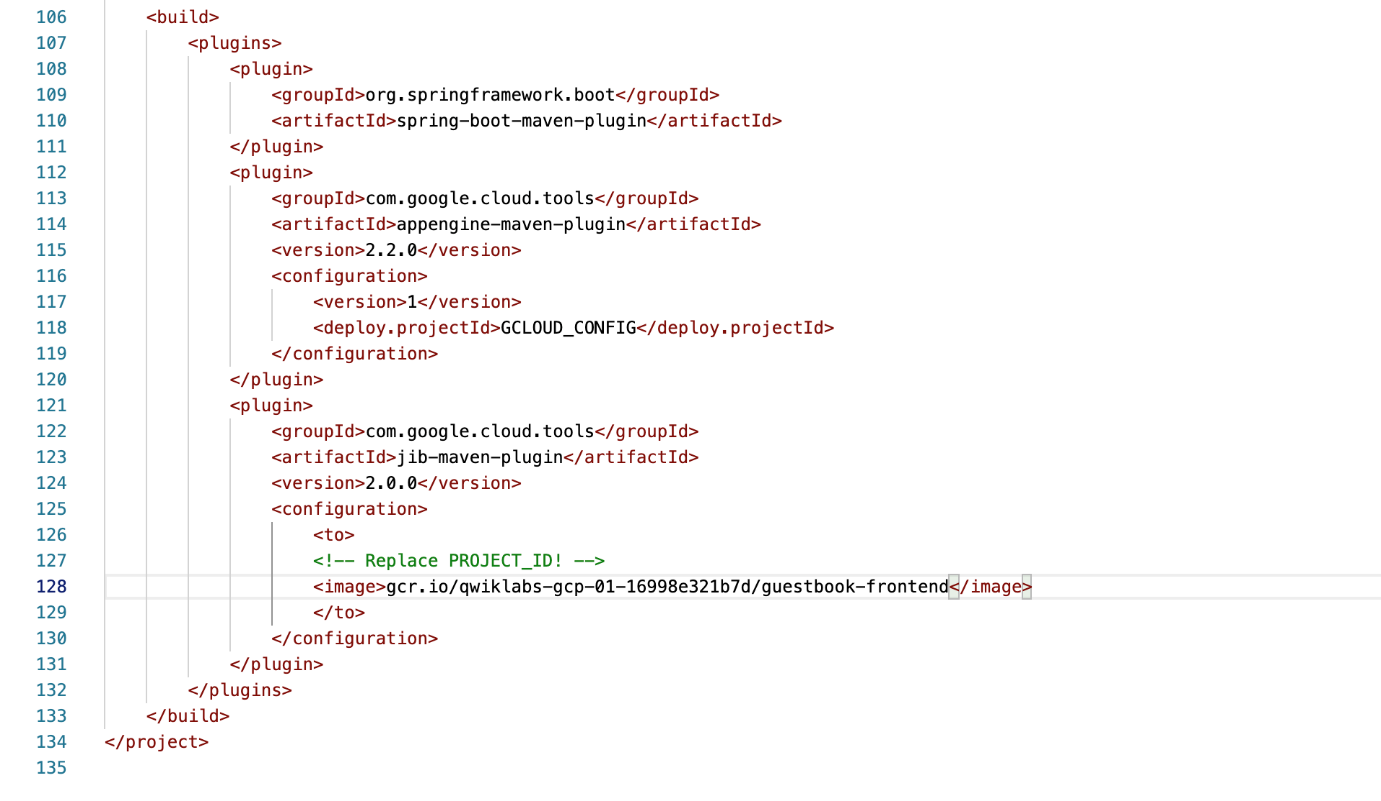 106 <build>
107 <plugins>
108 <plugin>
109 <groupId>org.springframework.boot</groupId>
110 <artifactId>spring-boot-maven-plugin</artifactId>
111 </plugin>
112 <plugin>
113 <groupId>com.google.cloud.tools</groupId>
114 <artifactId>appengine-maven-plugin</artifactId>
115 <version>2.2.0</version>
116 <configuration>
117 <version>1</version>
118 <deploy.projectId>GCLOUD_CONFIG</deploy.projectId>
119 </configuration>
120 </plugin>
121 <plugin>
122 <groupId>com.google.cloud.tools</groupId>
123 <artifactId>jib-maven-plugin</artifactId>
124 <version>2.0.0</version>
125 <configuration>
126 <to>
127 <!-- Replace PROJECT_ID! -->
128 <image>gcr.io/qwiklabs-gcp-01-16998e321b7d/guestbook-frontend</image>
129 </to>
130 </configuration>
131 </plugin>
132 </plugins>
133 </build>
134 </project>
135